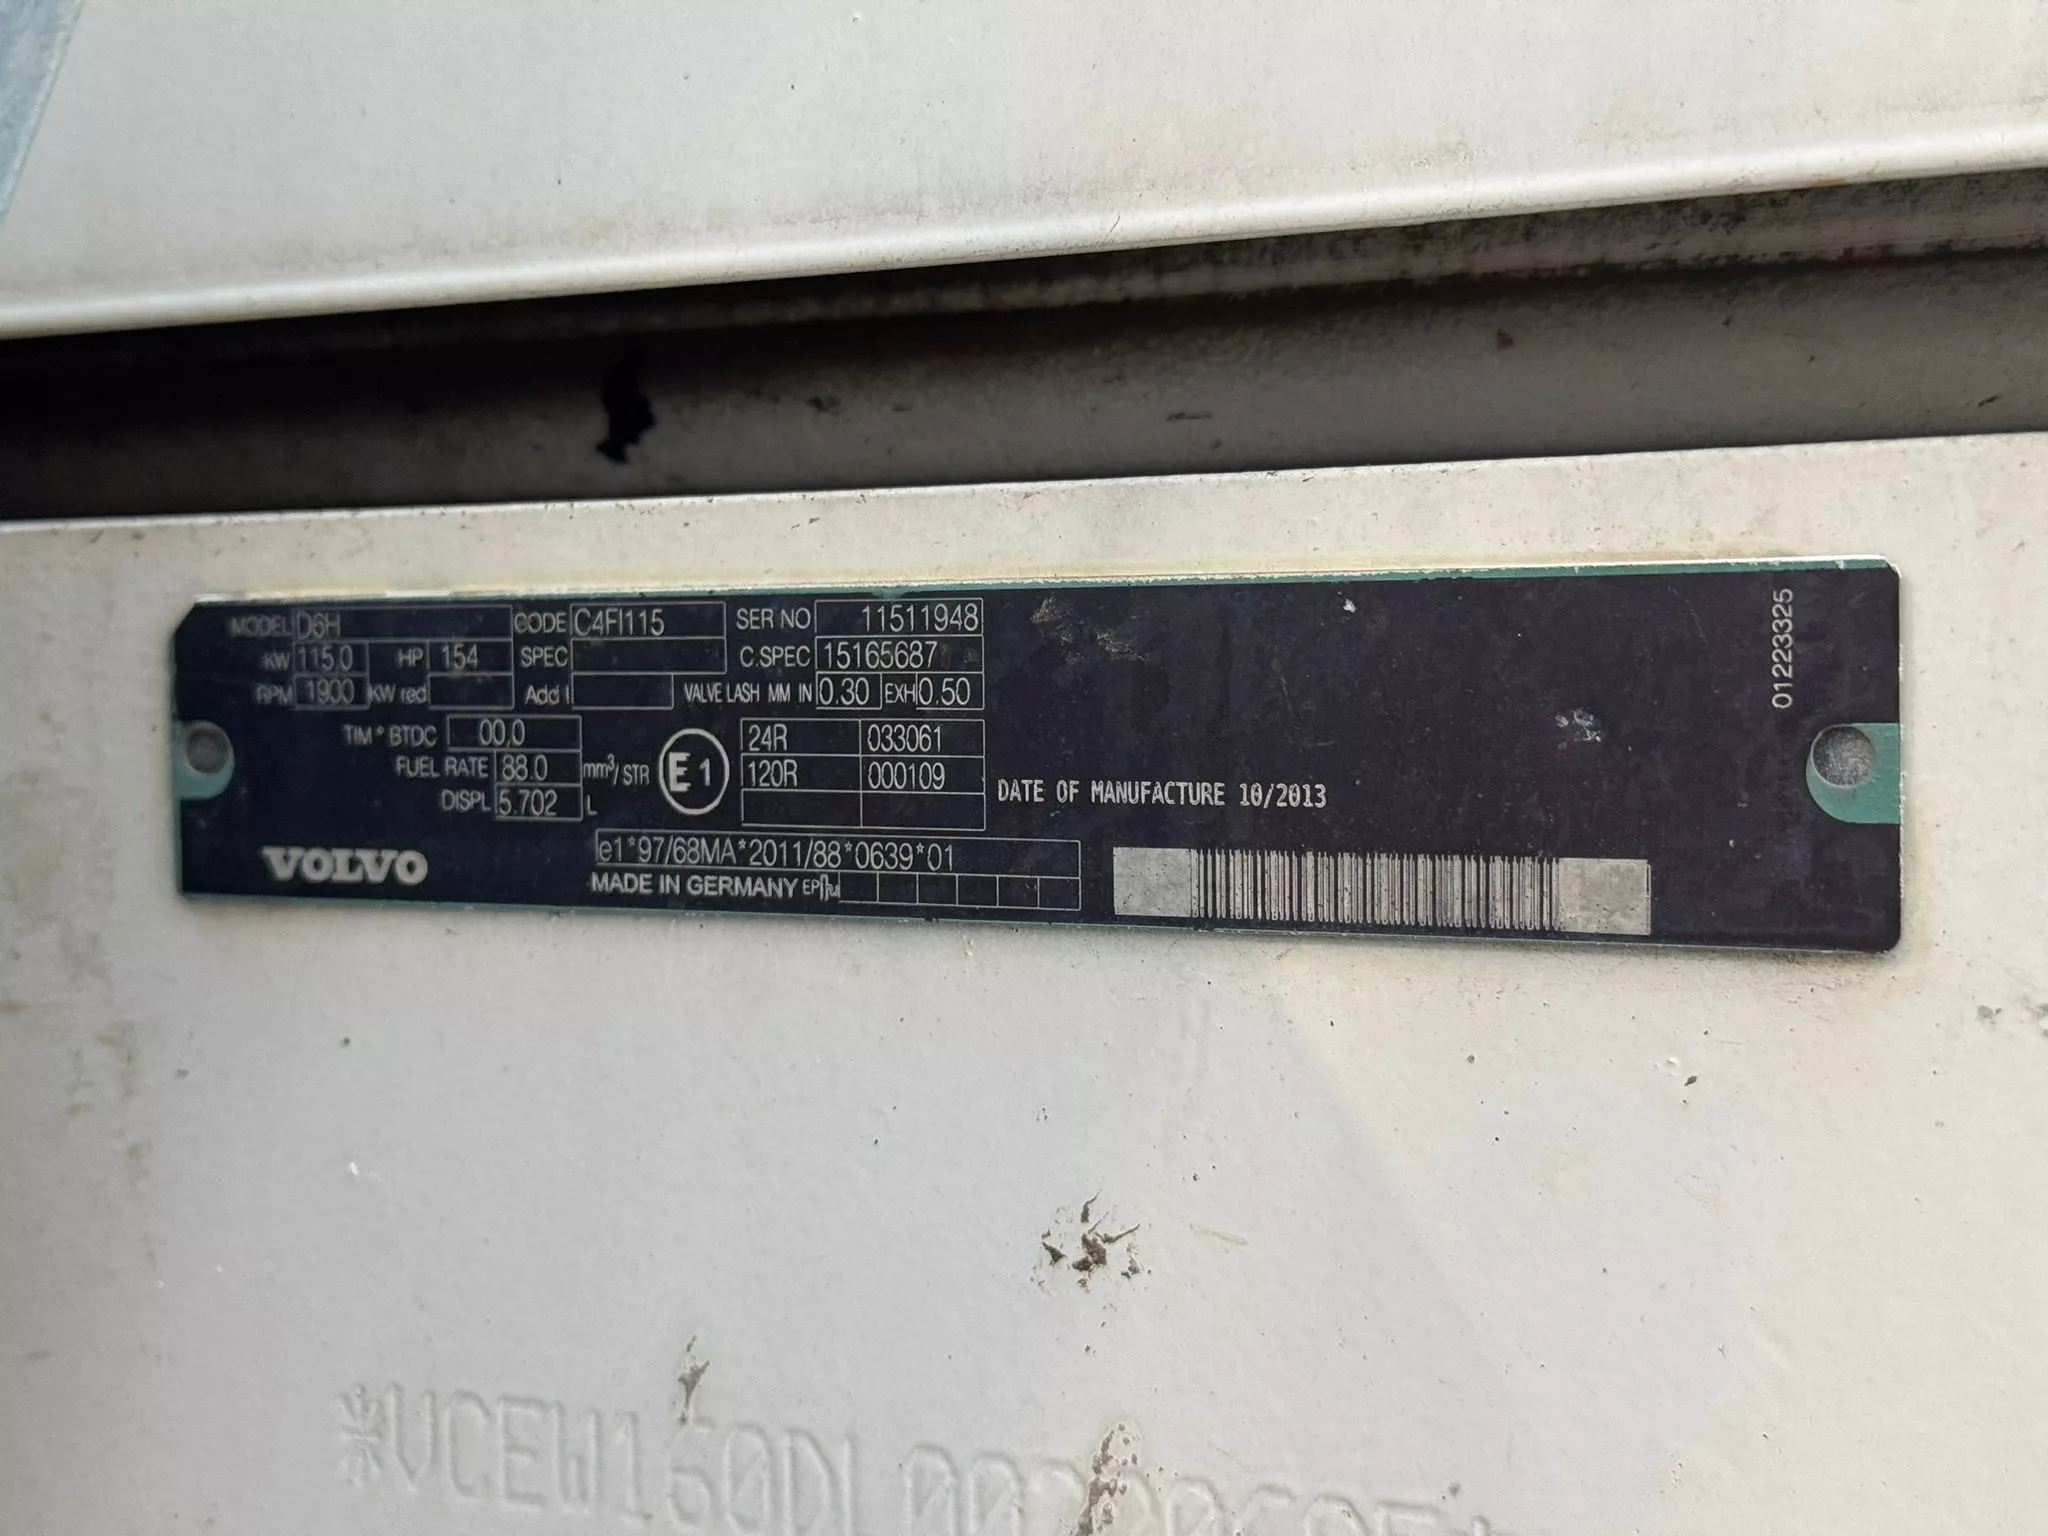 MODEL D6H CODE C4FI115 SER NO 11511948
KW 115.0 HP 154 SPEC C.SPEC 15165687
RPM 1900 KW red Add I VALVE LASH MM IN 0.30 EXH 0.50
TIM° BTDC 00,0
FUEL RATE 88.0 mm³/STR
DISPL 5.702 L
E1
24R 033061
120R 000109
DATE OF MANUFACTURE 10/2013
VOLVO
e1*97/68MA*2011/88*0639*01
MADE IN GERMANY
01223325
*VCEW160DL00